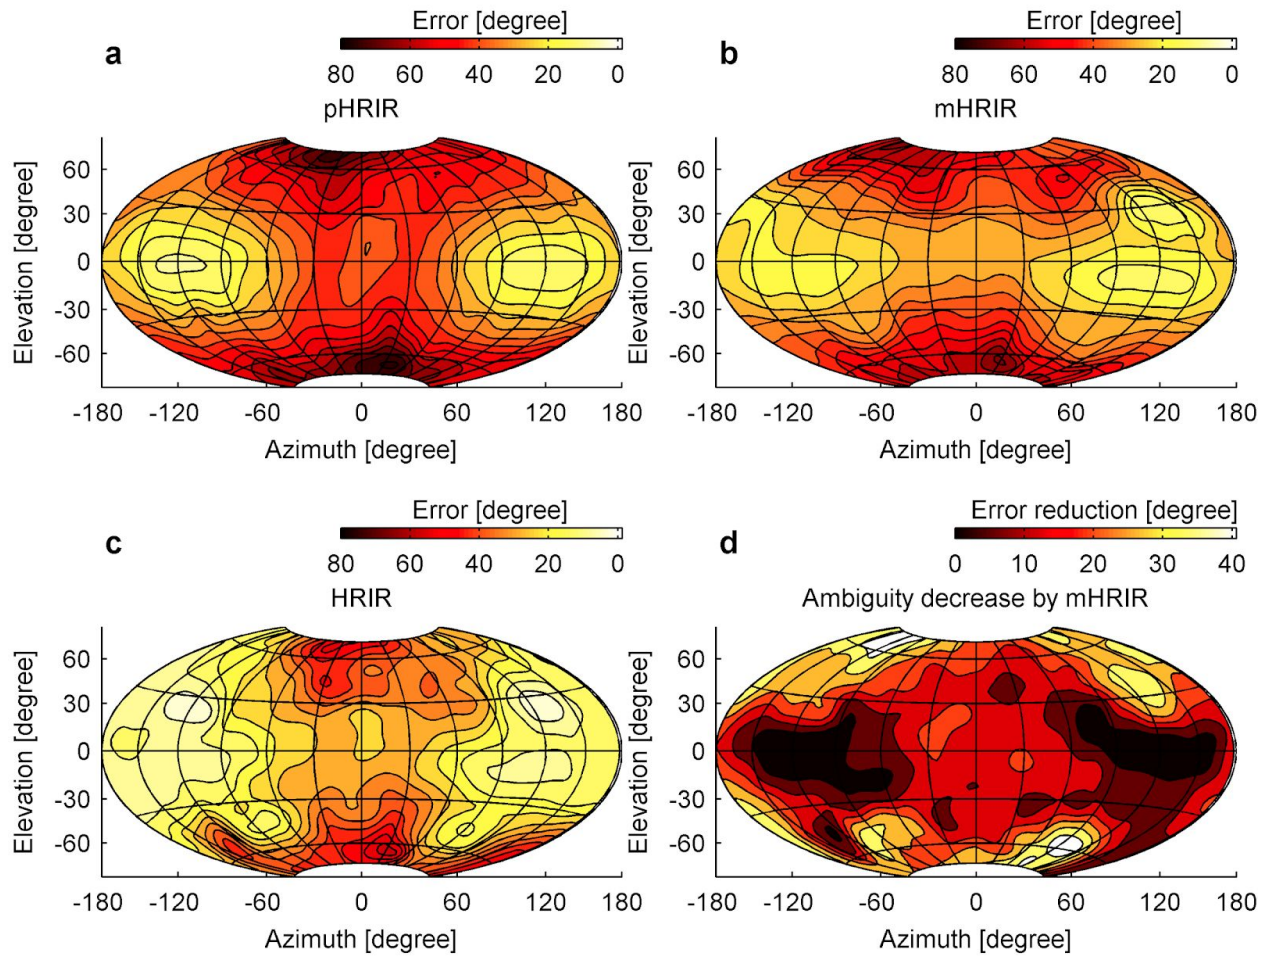 a
Error [degree]
80 60 40 20 0
pHRIR
Elevation [degree]
60
30
0
-30
-60
-180 -120 -60 0 60 120 180
Azimuth [degree]
b
Error [degree]
80 60 40 20 0
mHRIR
Elevation [degree]
60
30
0
-30
-60
-180 -120 -60 0 60 120 180
Azimuth [degree]
c
Error [degree]
80 60 40 20 0
HRIR
Elevation [degree]
60
30
0
-30
-60
-180 -120 -60 0 60 120 180
Azimuth [degree]
d
Error reduction [degree]
0 10 20 30 40
Ambiguity decrease by mHRIR
Elevation [degree]
60
30
0
-30
-60
-180 -120 -60 0 60 120 180
Azimuth [degree]